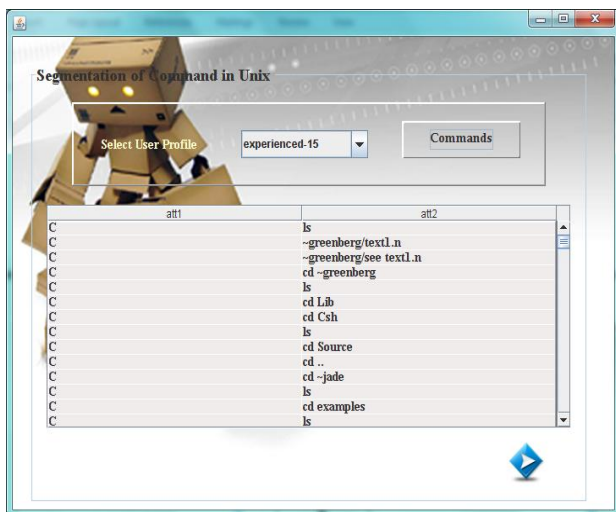 Segmentation of Command in Unix
Select User Profile experienced-15 Commands
att1 att2
C ls
C ~greenberg/text1.n
C ~greenberg/see text1.n
C cd ~greenberg
C ls
C cd Lib
C cd Csh
C ls
C cd Source
C cd ..
C cd ~jade
C ls
C cd examples
C ls